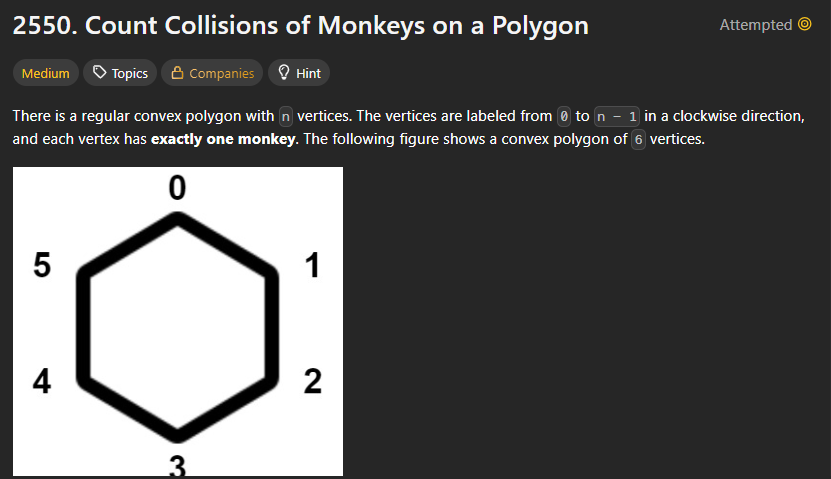 2550. Count Collisions of Monkeys on a Polygon
Attempted
Medium Topics Companies Hint
There is a regular convex polygon with n vertices. The vertices are labeled from 0 to n - 1 in a clockwise direction,
and each vertex has exactly one monkey. The following figure shows a convex polygon of 6 vertices.
0
5 1
4 2
3